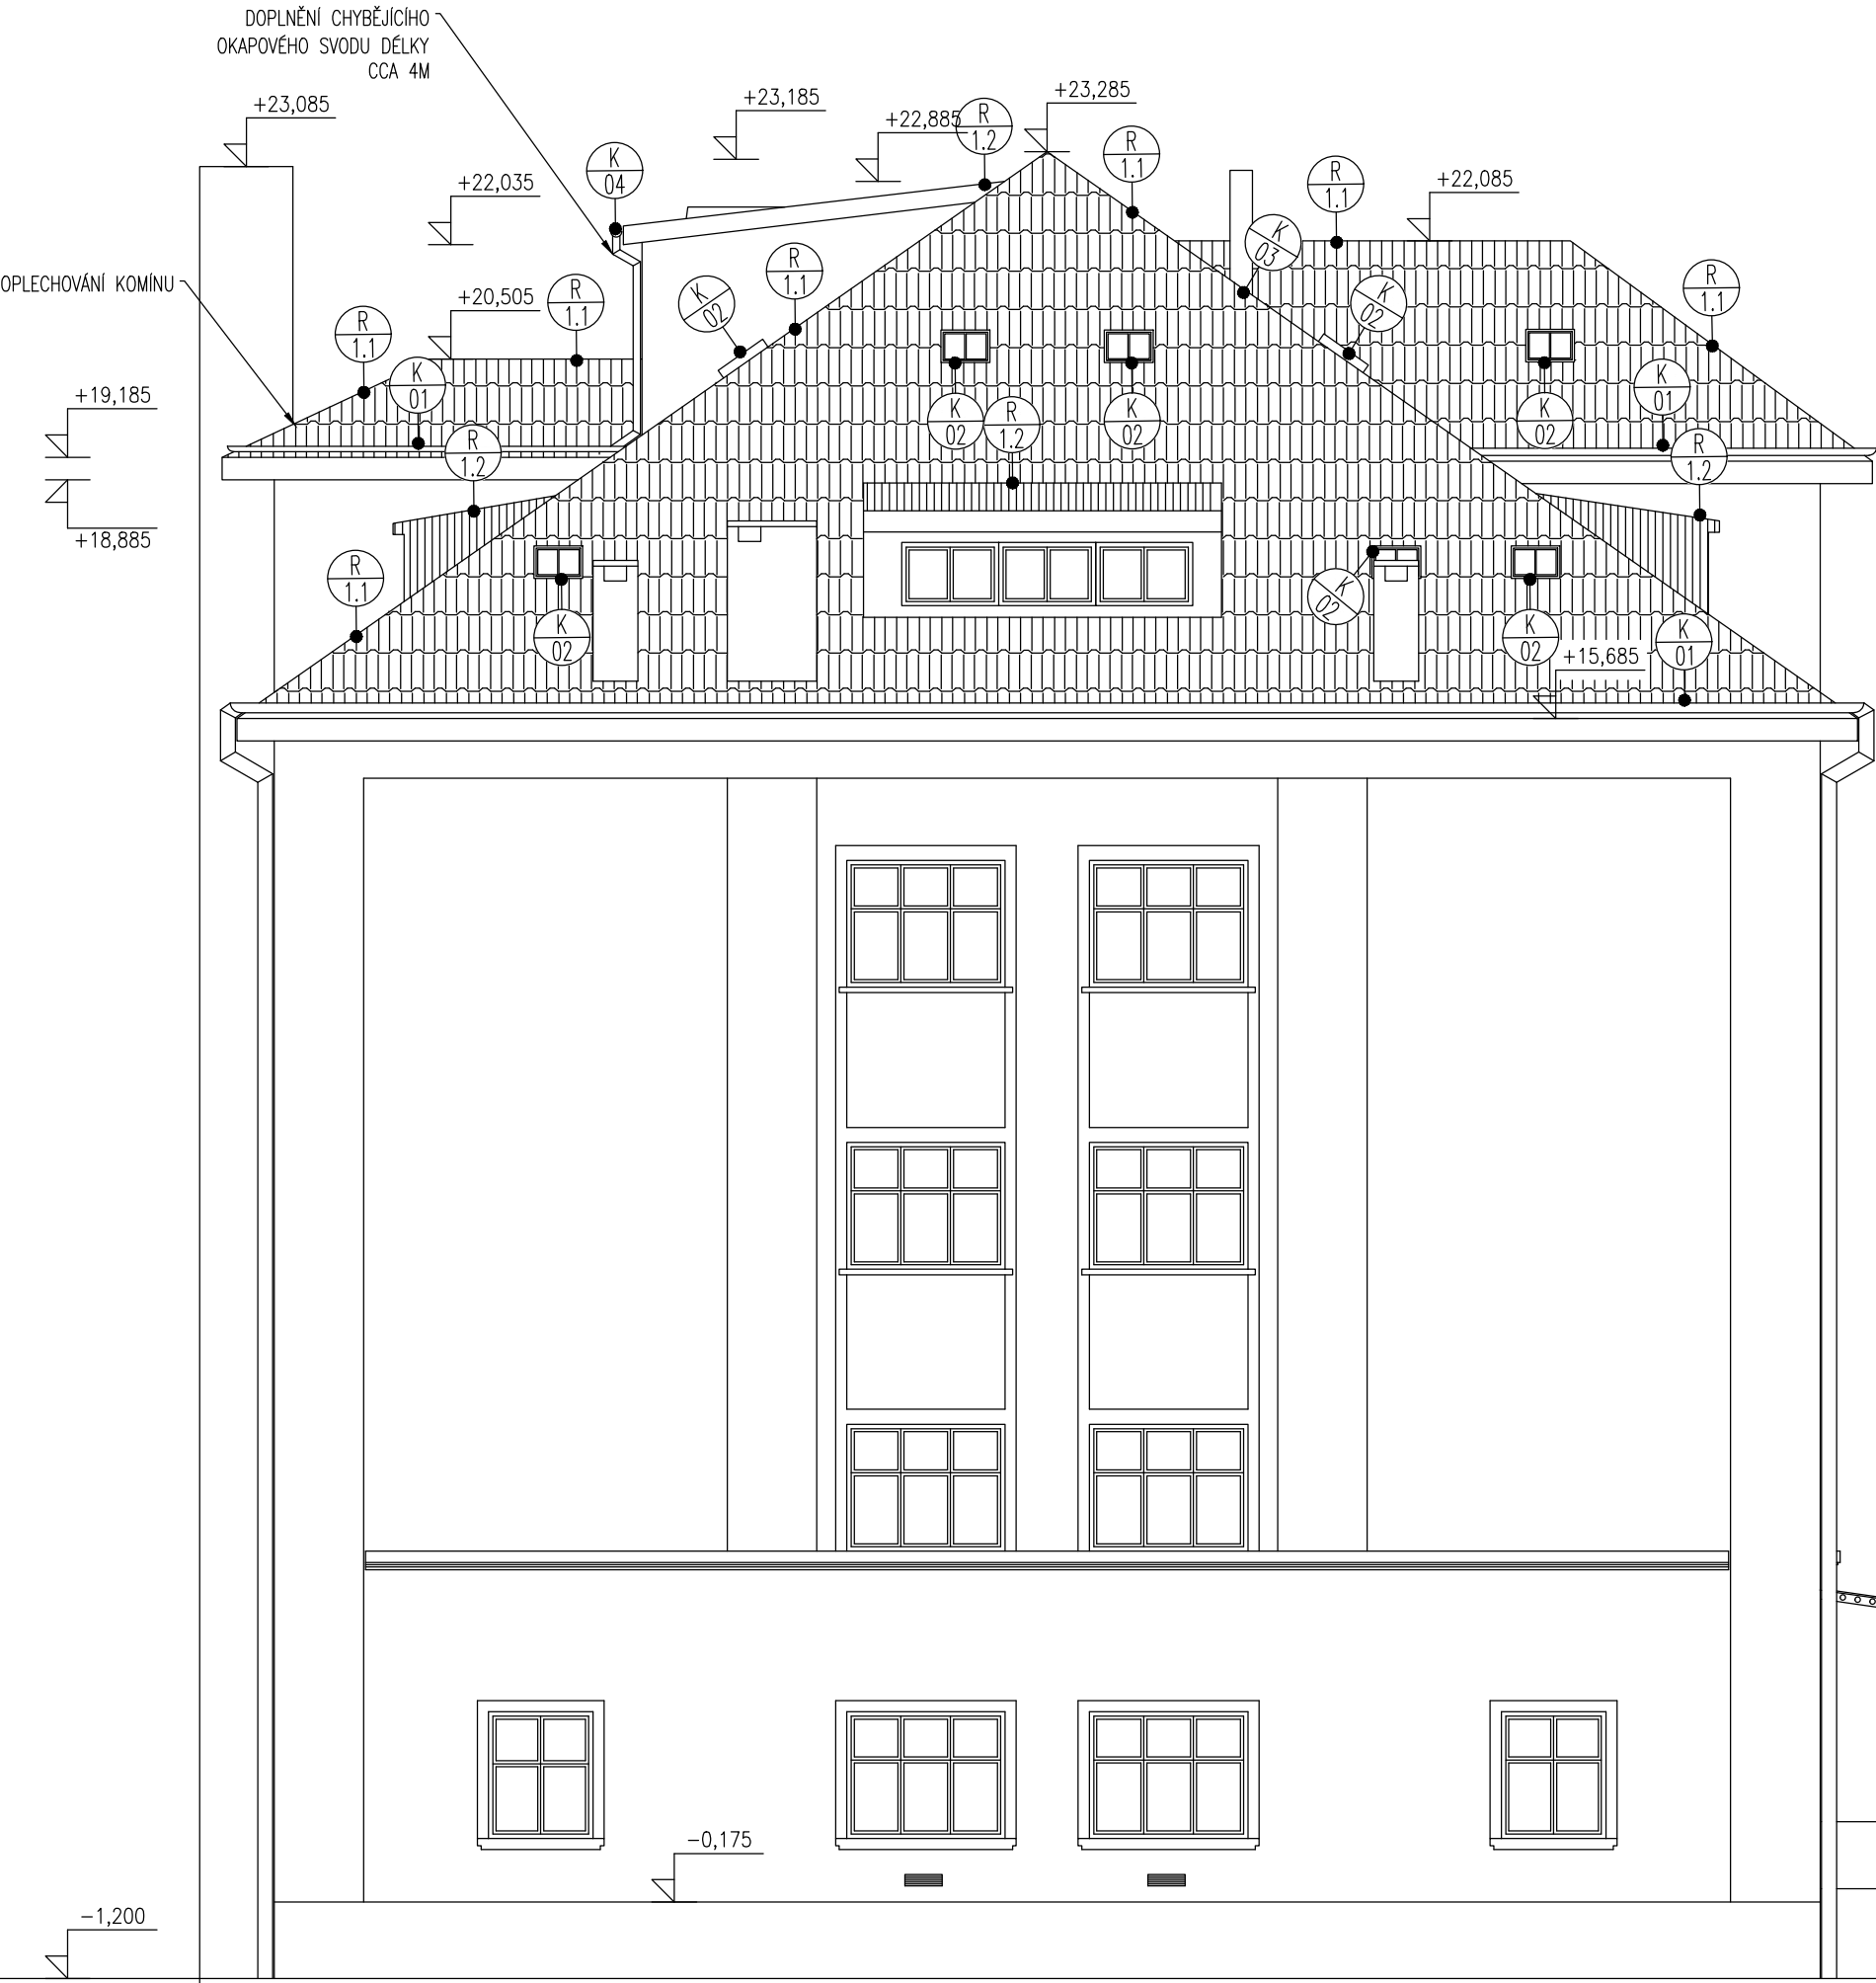 DOPLNĚNÍ CHYBĚJÍCÍHO
OKAPOVÉHO SVODU DÉLKY
CCA 4M
+23,085
+23,185
+23,285
+22,885
R
1.2
R
1.1
K
04
+22,035
R
1.1
+22,085
K
03
R
1.1
OPLECHOVÁNÍ KOMÍNU
+20,505
R
1.1
K
02
K
02
R
1.1
R
1.1
K
01
K
01
+19,185
K
02
R
1.2
K
02
K
02
R
1.2
R
1.2
+18,885
R
1.1
K
02
K
02
K
02
K
01
+15,685
-0,175
-1,200